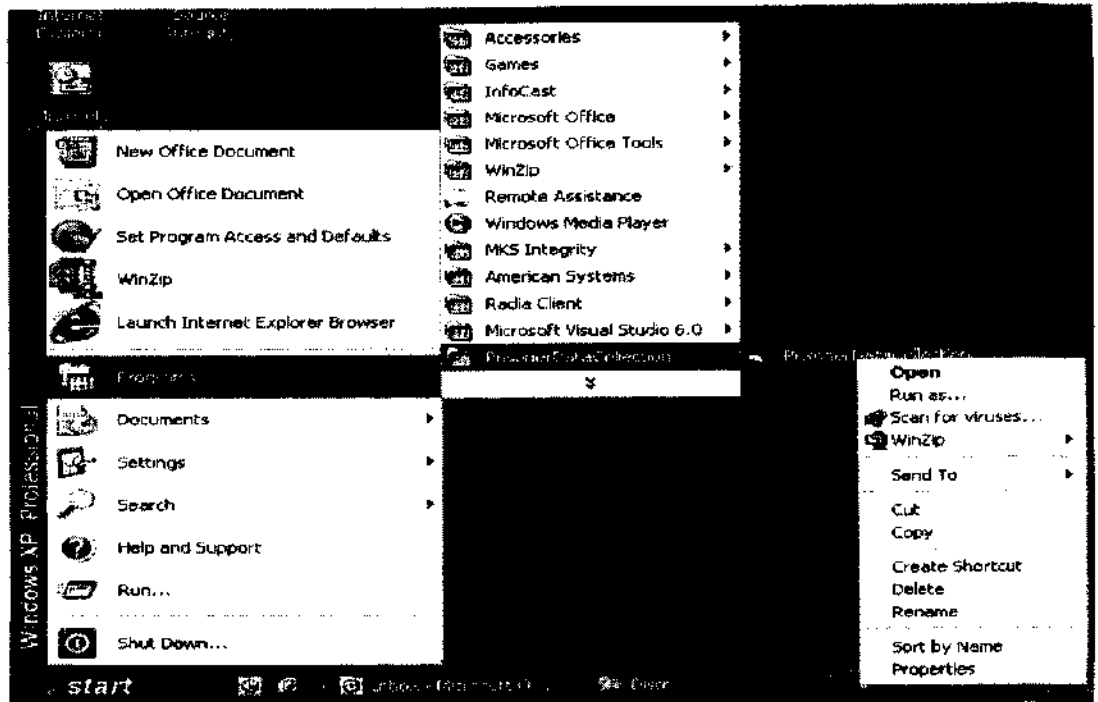 Accessories
Games
InfoCast
Microsoft Office
Microsoft Office Tools
WinZip
Remote Assistance
Windows Media Player
MKS Integrity
American Systems
Radia Client
Microsoft Visual Studio 6.0
PrisonerDataCollection
New Office Document
Open Office Document
Set Program Access and Defaults
WinZip
Launch Internet Explorer Browser
Programs
Documents
Settings
Search
Help and Support
Run...
Shut Down...
Windows XP Professional
Open
Run as...
Scan for viruses...
WinZip
Send To
Cut
Copy
Create Shortcut
Delete
Rename
Sort by Name
Properties
start